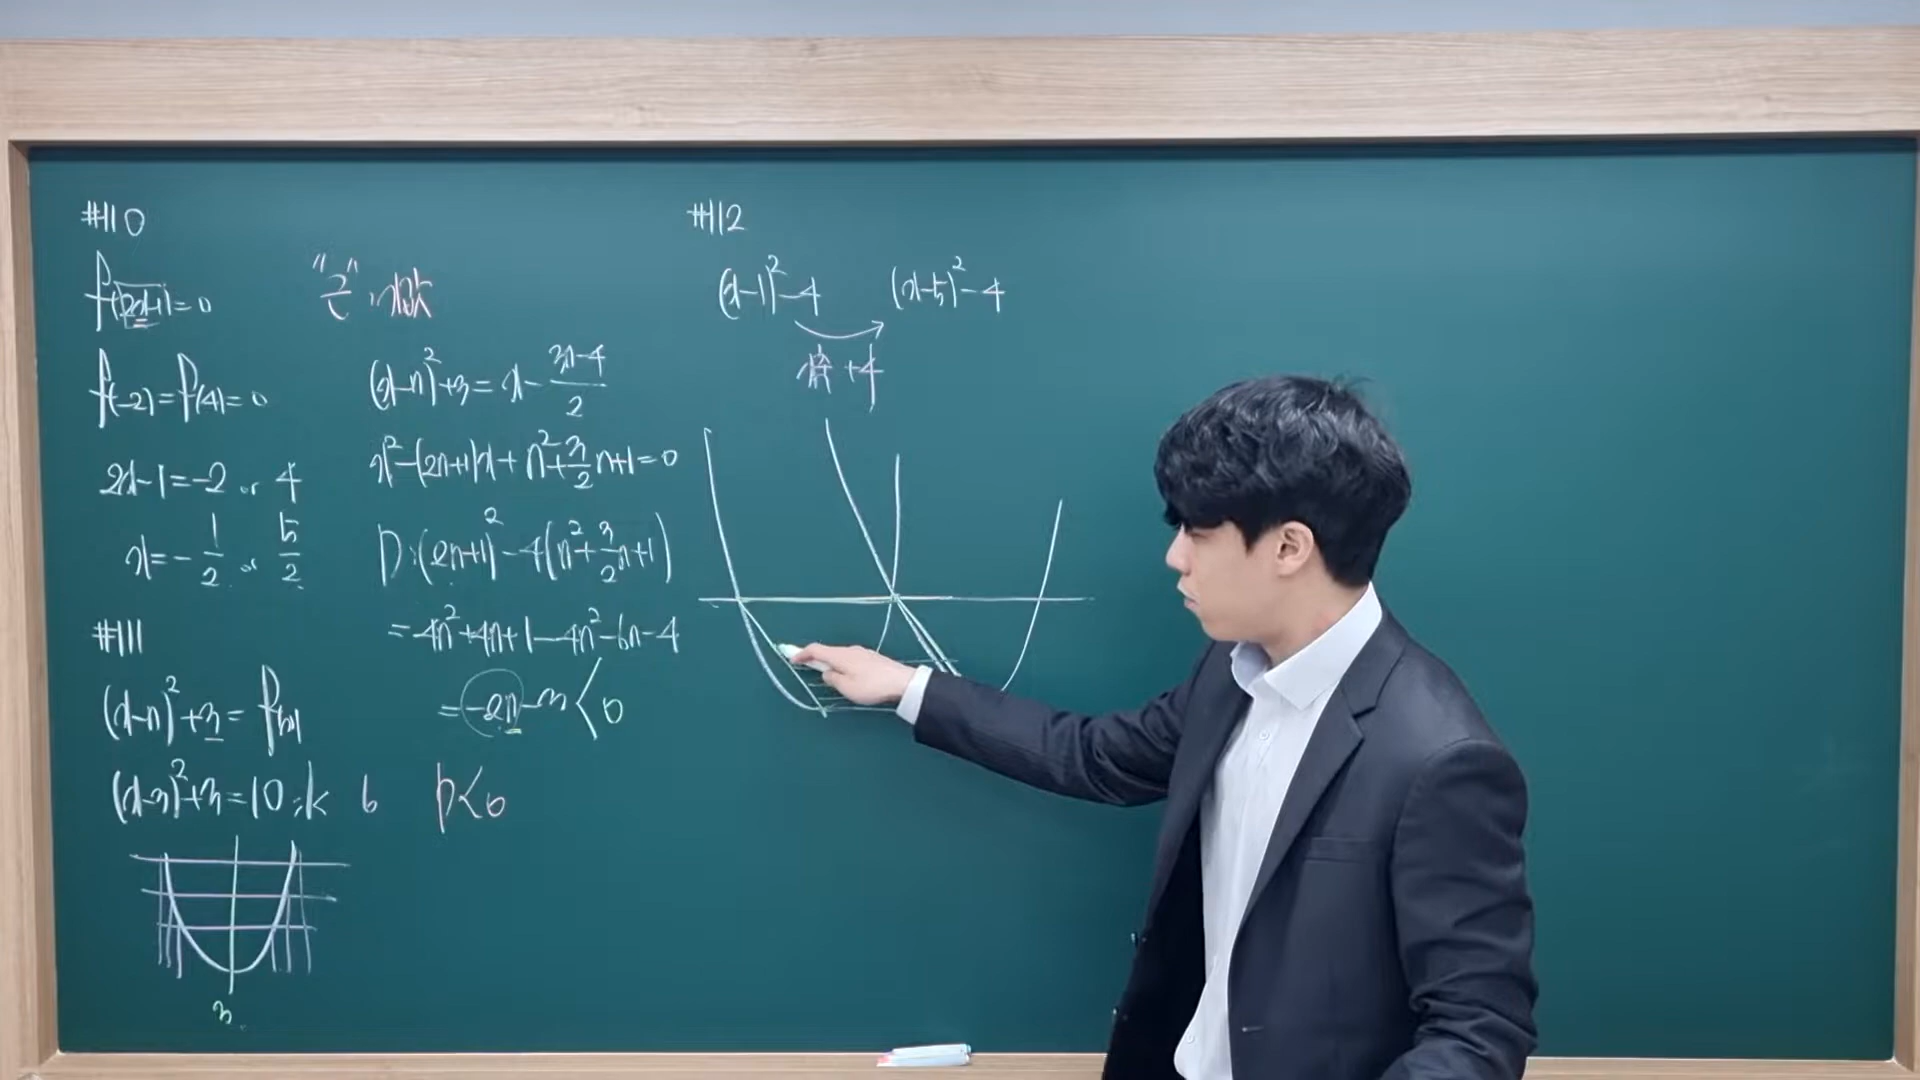 #110
f(2x-1)=0
f(-2)=f(4)=0
2x-1=-2 or 4
x=-1/2 or 5/2
#111
(x-n)²+3=f(x)
(x-3)²+3=10=k
6
3
(x-n)²+3=x-(3n-4)/2
x²-(2n+1)x+n²+3/2n+1=0
D:(2n+1)²-4(n²+3/2n+1)
=4n²+4n+1-4n²-6n-4
=-2n-3<0
D<0
#112
(x-1)²-4 (x-5)²-4
+4